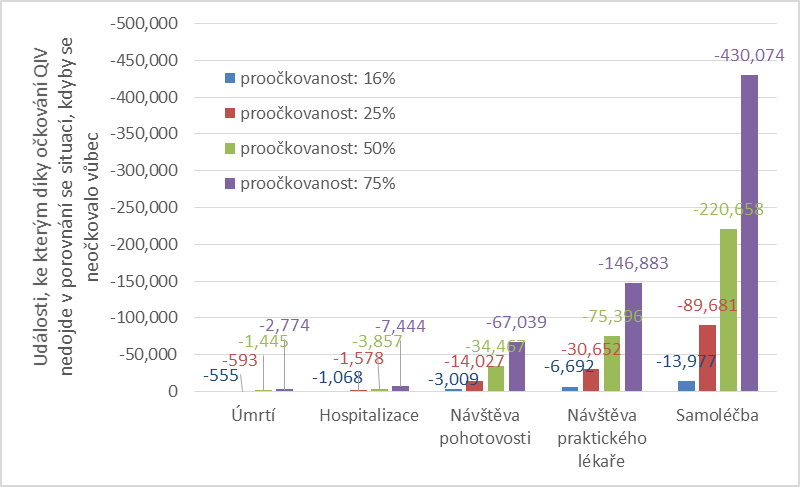 Události, ke kterým díky očkování QIV
nedojde v porovnání se situací, kdyby se
neočkovalo vůbec
-500,000
-450,000
-400,000
-350,000
-300,000
-250,000
-200,000
-150,000
-100,000
-50,000
0
proočkovanost: 16%
proočkovanost: 25%
proočkovanost: 50%
proočkovanost: 75%
-555
-593
-1,445
-2,774
-1,068
-1,578
-3,857
-7,444
-3,009
-14,027
-34,467
-67,039
-6,692
-30,652
-75,396
-146,883
-13,977
-89,681
-220,658
-430,074
Úmrtí
Hospitalizace
Návštěva
pohotovosti
Návštěva
praktického
lékaře
Samoléčba